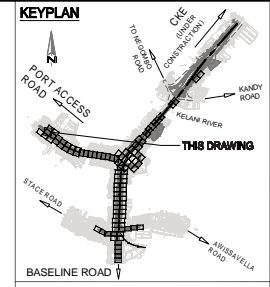 KEYPLAN
N
CKE
(UNDER
CONSTRACTION)
TO NEGOMBO
ROAD
PORT ACCESS
ROAD
KANDY
ROAD
KELANI RIVER
THIS DRAWING
STACE ROAD
AWISSAVELLA
ROAD
BASELINE ROAD